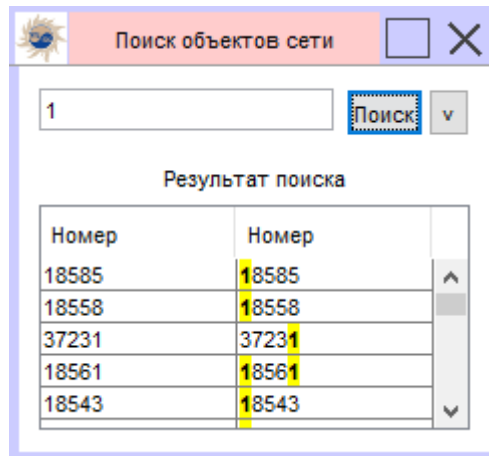 Поиск объектов сети
1
Поиск v
Результат поиска
Номер Номер
18585 18585
18558 18558
37231 37231
18561 18561
18543 18543